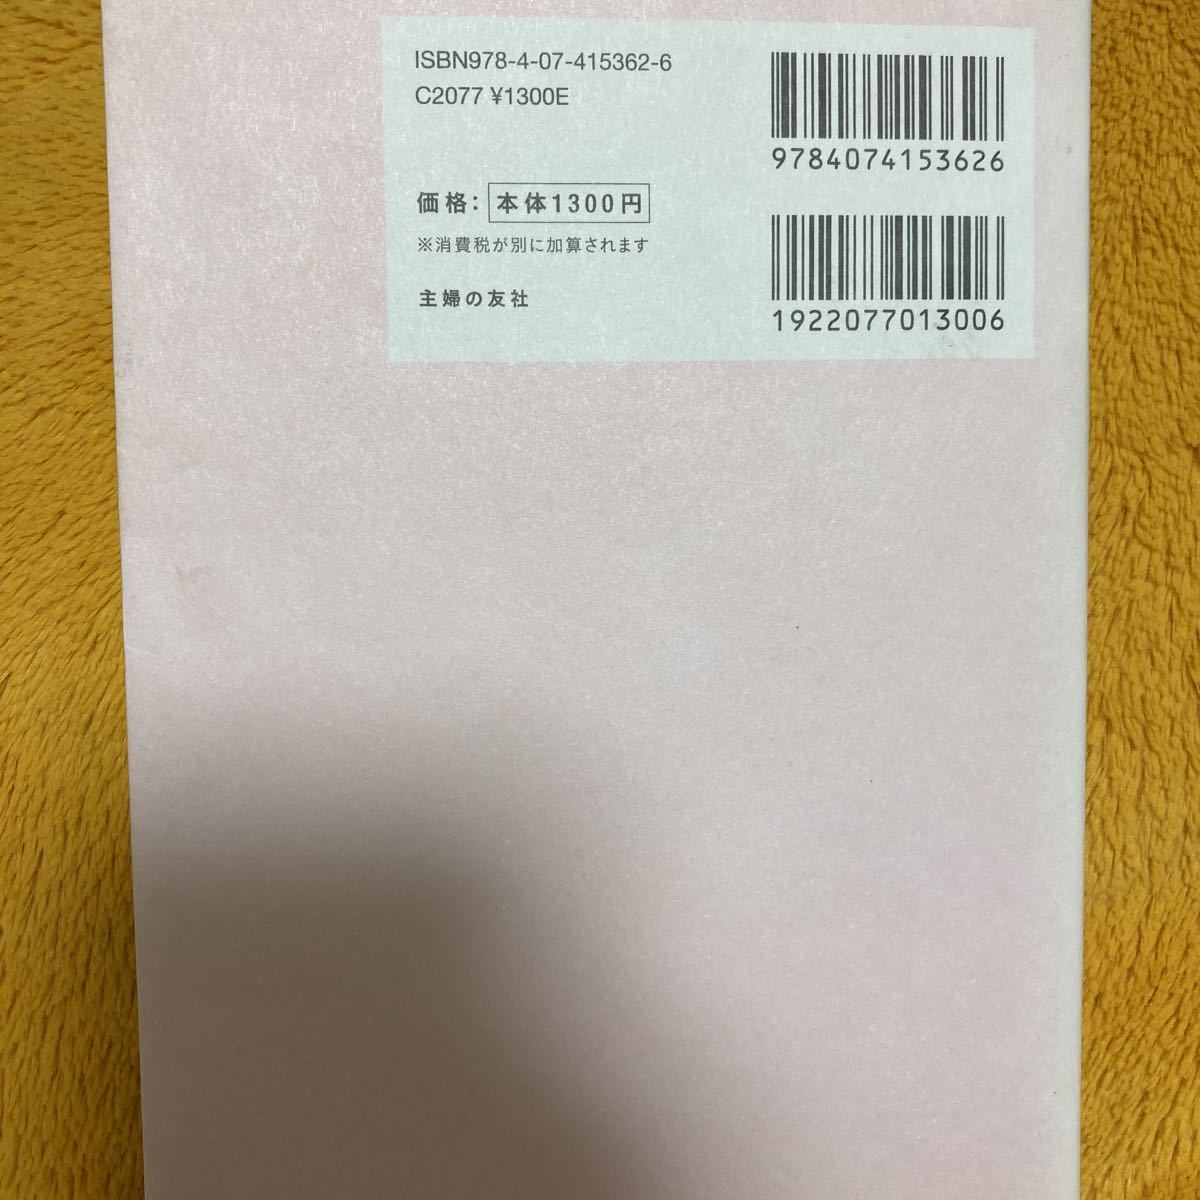 ISBN978-4-07-415362-6
C2077 ¥1300E
9784074153626
価格: 本体1300円
※消費税が別に加算されます
主婦の友社
1922077013006